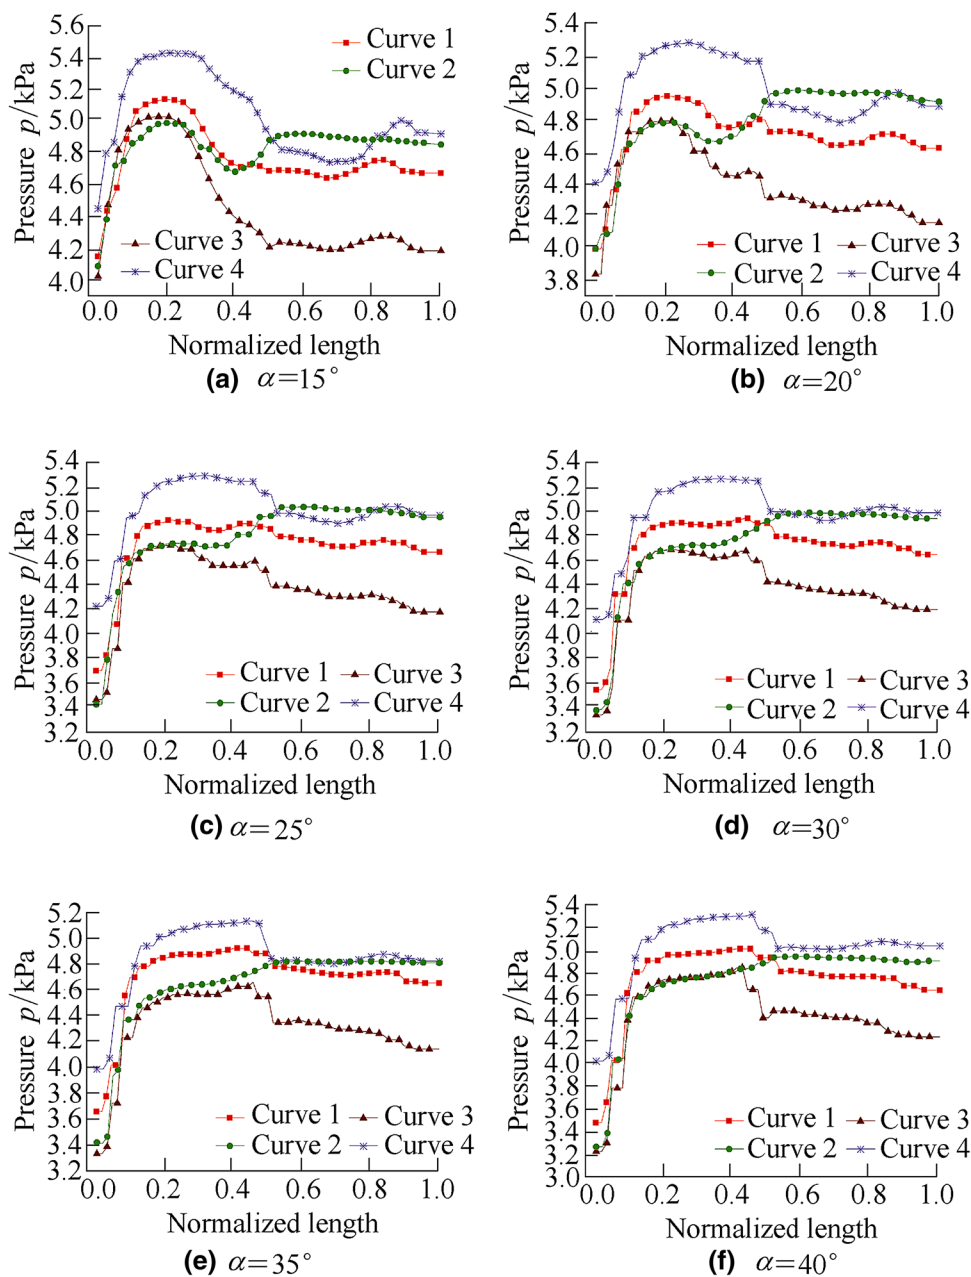 5.6
5.4
5.2
5.0
4.8
4.6
4.4
4.2
4.0
Pressure p/kPa
Curve 1
Curve 2
Curve 3
Curve 4
0.0 0.2 0.4 0.6 0.8 1.0
Normalized length
(a) α=15°
5.4
5.2
5.0
4.8
4.6
4.4
4.2
4.0
3.8
Pressure p/kPa
Curve 1 Curve 3
Curve 2 Curve 4
0.0 0.2 0.4 0.6 0.8 1.0
Normalized length
(b) α=20°
5.4
5.2
5.0
4.8
4.6
4.4
4.2
4.0
3.8
3.6
3.4
3.2
Pressure p/kPa
Curve 1 Curve 3
Curve 2 Curve 4
0.0 0.2 0.4 0.6 0.8 1.0
Normalized length
(c) α=25°
5.4
5.2
5.0
4.8
4.6
4.4
4.2
4.0
3.8
3.6
3.4
3.2
Pressure p/kPa
Curve 1 Curve 3
Curve 2 Curve 4
0.0 0.2 0.4 0.6 0.8 1.0
Normalized length
(d) α=30°
5.2
5.0
4.8
4.6
4.4
4.2
4.0
3.8
3.6
3.4
3.2
Pressure p/kPa
Curve 1 Curve 3
Curve 2 Curve 4
0.0 0.2 0.4 0.6 0.8 1.0
Normalized length
(e) α=35°
5.4
5.2
5.0
4.8
4.6
4.4
4.2
4.0
3.8
3.6
3.4
3.2
3.0
Pressure p/kPa
Curve 1 Curve 3
Curve 2 Curve 4
0.0 0.2 0.4 0.6 0.8 1.0
Normalized length
(f) α=40°